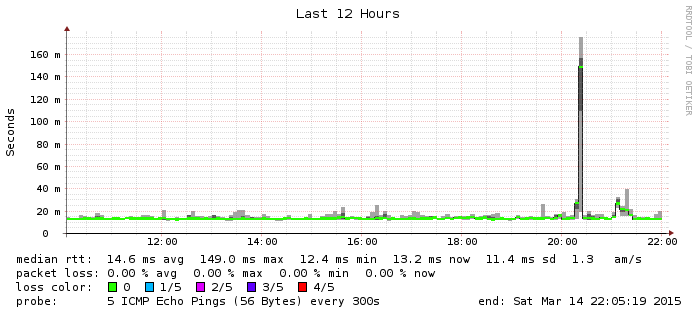 Last 12 Hours
RRDTOOL / TOBI OETIKER
Seconds
160 m
140 m
120 m
100 m
80 m
60 m
40 m
20 m
0
12:00 14:00 16:00 18:00 20:00 22:00
median rtt: 14.6 ms avg 149.0 ms max 12.4 ms min 13.2 ms now 11.4 ms sd 1.3 am/s
packet loss: 0.00 % avg 0.00 % max 0.00 % min 0.00 % now
loss color: 0 1/5 2/5 3/5 4/5
probe: 5 ICMP Echo Pings (56 Bytes) every 300s end: Sat Mar 14 22:05:19 2015